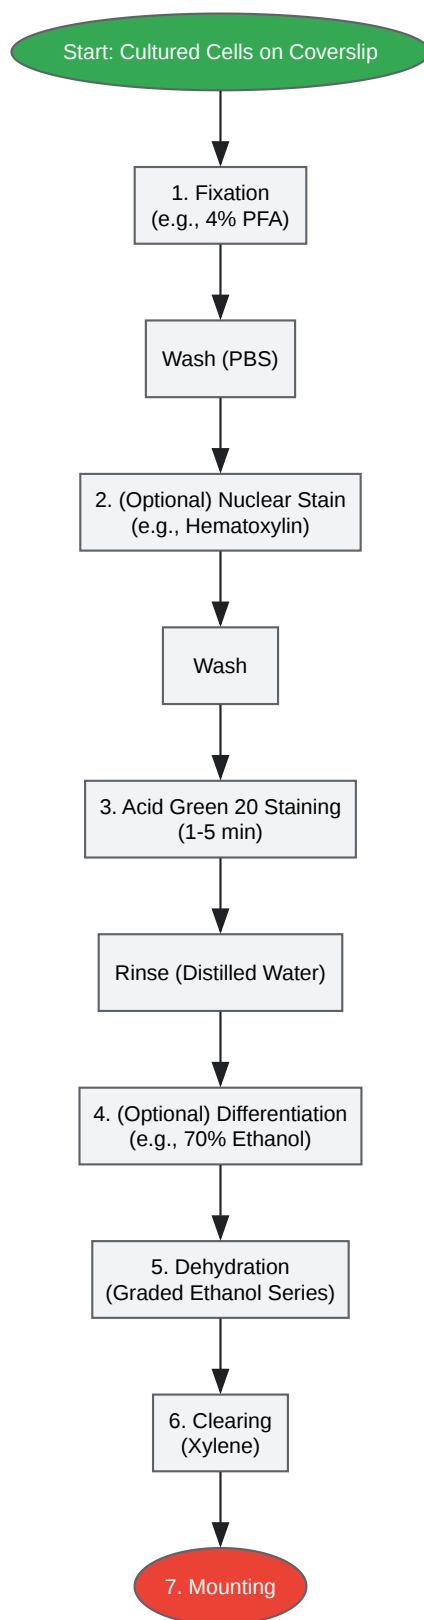 Start: Cultured Cells on Coverslip
1. Fixation
(e.g., 4% PFA)
Wash (PBS)
2. (Optional) Nuclear Stain
(e.g., Hematoxylin)
Wash
3. Acid Green 20 Staining
(1-5 min)
Rinse (Distilled Water)
4. (Optional) Differentiation
(e.g., 70% Ethanol)
5. Dehydration
(Graded Ethanol Series)
6. Clearing
(Xylene)
7. Mounting